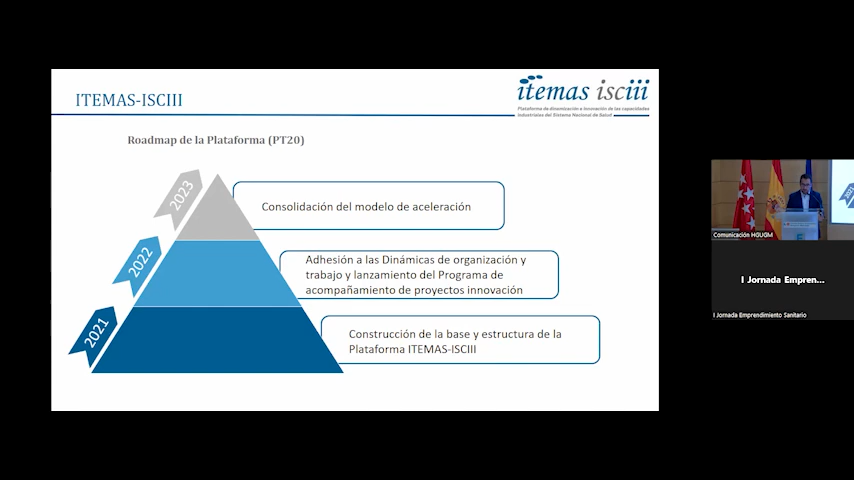 ITEMAS-ISCIII
itemas isciii
Plataforma de dinamización e innovación de las capacidades
industriales del Sistema Nacional de Salud
Roadmap de la Plataforma (PT20)
2023
Consolidación del modelo de aceleración
2022
Adhesión a las Dinámicas de organización y
trabajo y lanzamiento del Programa de
acompañamiento de proyectos innovación
2021
Construcción de la base y estructura de la
Plataforma ITEMAS-ISCIII
Comunicación HGUGM
I Jornada Empren...
I Jornada Emprendimiento Sanitario